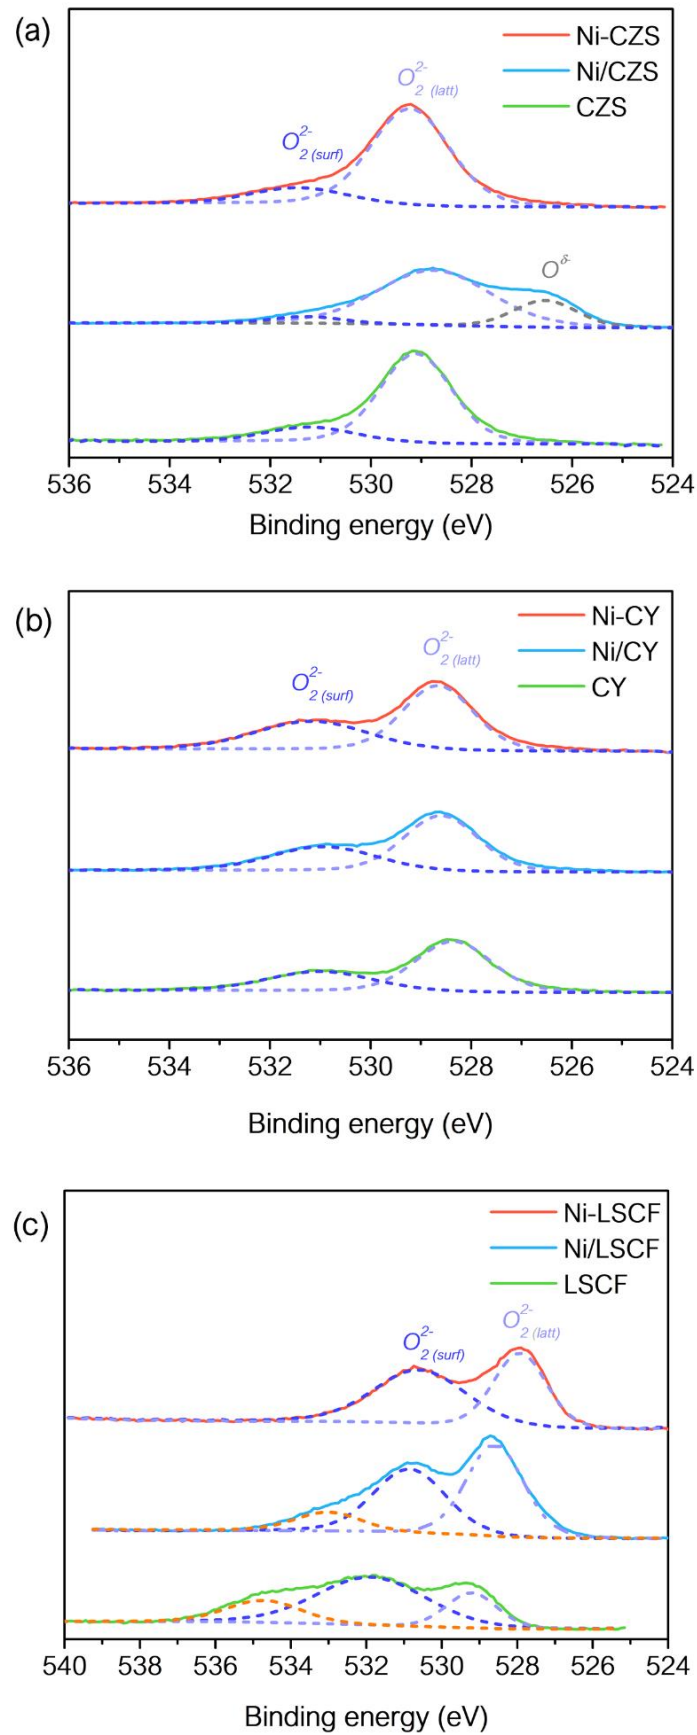 (a)
Ni-CZS
Ni/CZS
CZS
O2- 2 (latt)
O2- 2 (surf)
Oδ-
536 534 532 530 528 526 524
Binding energy (eV)
(b)
Ni-CY
Ni/CY
CY
O2- 2 (latt)
O2- 2 (surf)
536 534 532 530 528 526 524
Binding energy (eV)
(c)
Ni-LSCF
Ni/LSCF
LSCF
O2- 2 (latt)
O2- 2 (surf)
540 538 536 534 532 530 528 526 524
Binding energy (eV)